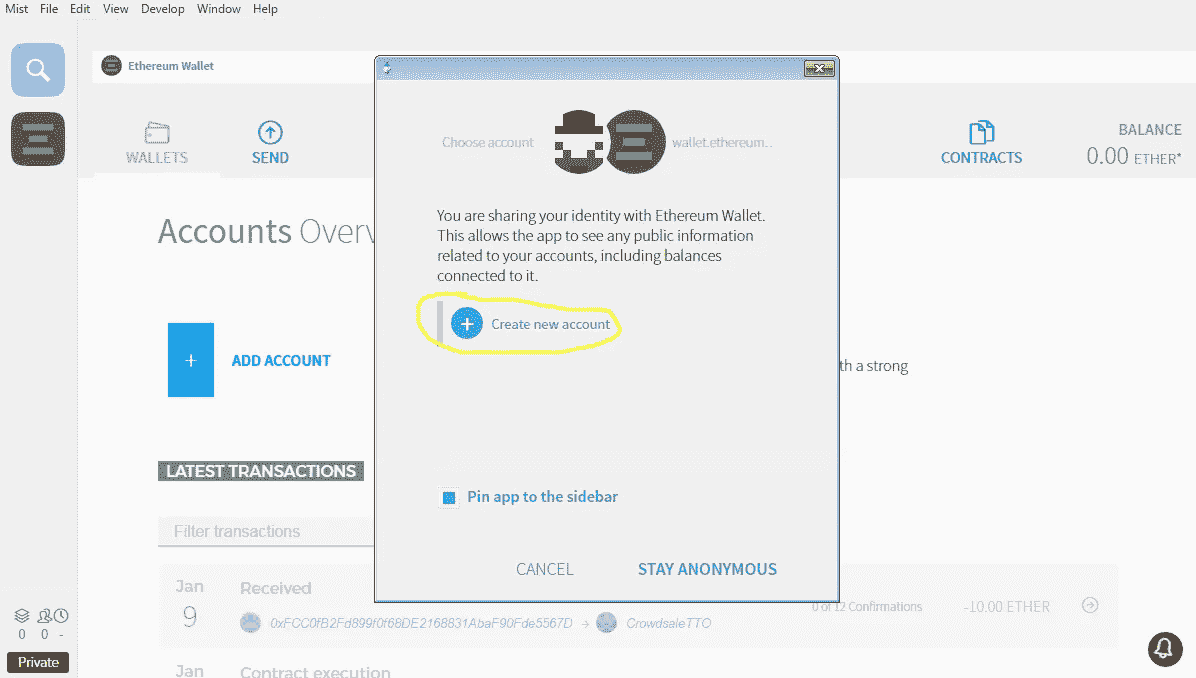 Mist File Edit View Develop Window Help
Ethereum Wallet
WALLETS
SEND
CONTRACTS
BALANCE
0.00 ETHER*
Choose account
wallet.ethereum..
You are sharing your identity with Ethereum Wallet.
This allows the app to see any public information
related to your accounts, including balances
connected to it.
Create new account
Accounts Overv
ADD ACCOUNT
th a strong
LATEST TRANSACTIONS
Pin app to the sidebar
Filter transactions
CANCEL
STAY ANONYMOUS
Jan
9
Received
CrowdsaleTTO
0 of 12 Confirmations
-10.00 ETHER
0 0 -
Private
Jan
Contract execution